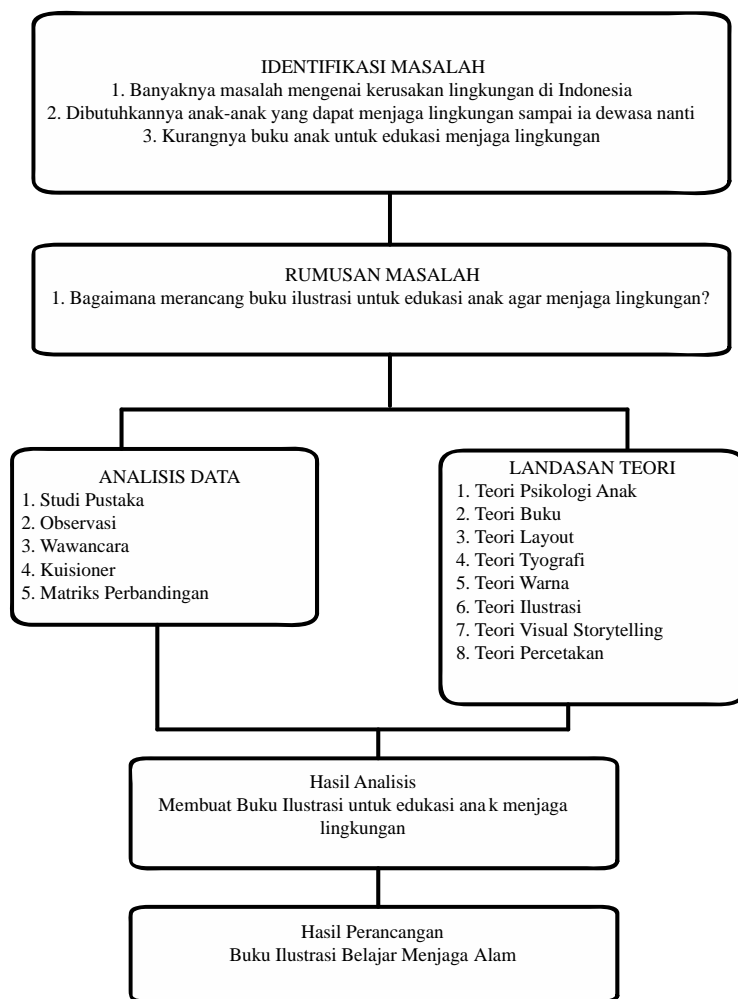 IDENTIFIKASI MASALAH
1. Banyaknya masalah mengenai kerusakan lingkungan di Indonesia
2. Dibutuhkannya anak-anak yang dapat menjaga lingkungan sampai ia dewasa nanti
3. Kurangnya buku anak untuk edukasi menjaga lingkungan
RUMUSAN MASALAH
1. Bagaimana merancang buku ilustrasi untuk edukasi anak agar menjaga lingkungan?
ANALISIS DATA
1. Studi Pustaka
2. Observasi
3. Wawancara
4. Kuisioner
5. Matriks Perbandingan
LANDASAN TEORI
1. Teori Psikologi Anak
2. Teori Buku
3. Teori Layout
4. Teori Tyografi
5. Teori Warna
6. Teori Ilustrasi
7. Teori Visual Storytelling
8. Teori Percetakan
Hasil Analisis
Membuat Buku Ilustrasi untuk edukasi anak menjaga
lingkungan
Hasil Perancangan
Buku Ilustrasi Belajar Menjaga Alam